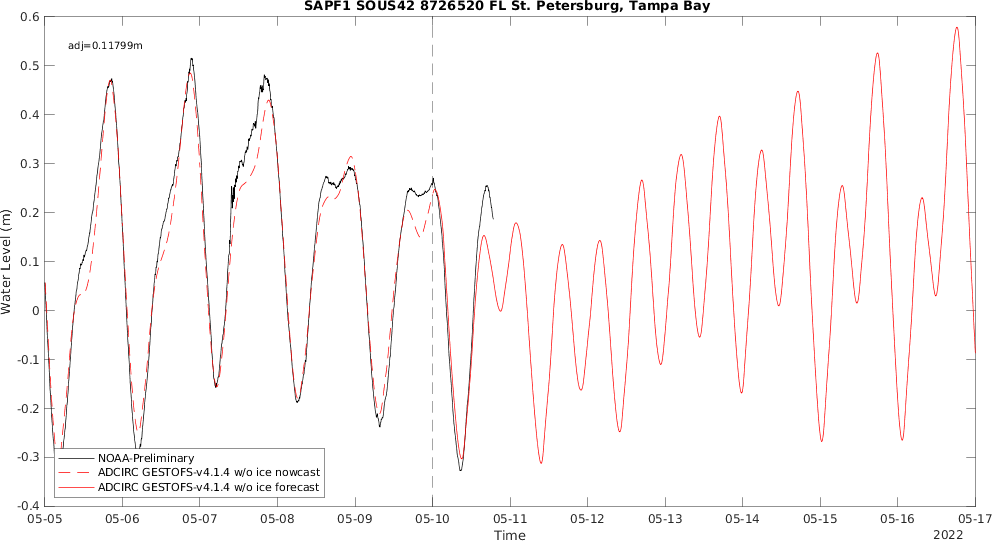 SAPF1 SOUS42 8726520 FL St. Petersburg, Tampa Bay
0.6
adj=0.11799m
0.5
0.4
0.3
0.2
0.1
0
-0.1
-0.2
-0.3
-0.4
Water Level (m)
NOAA-Preliminary
ADCIRC GESTOFS-v4.1.4 w/o ice nowcast
ADCIRC GESTOFS-v4.1.4 w/o ice forecast
05-05 05-06 05-07 05-08 05-09 05-10 05-11 05-12 05-13 05-14 05-15 05-16 05-17
Time
2022